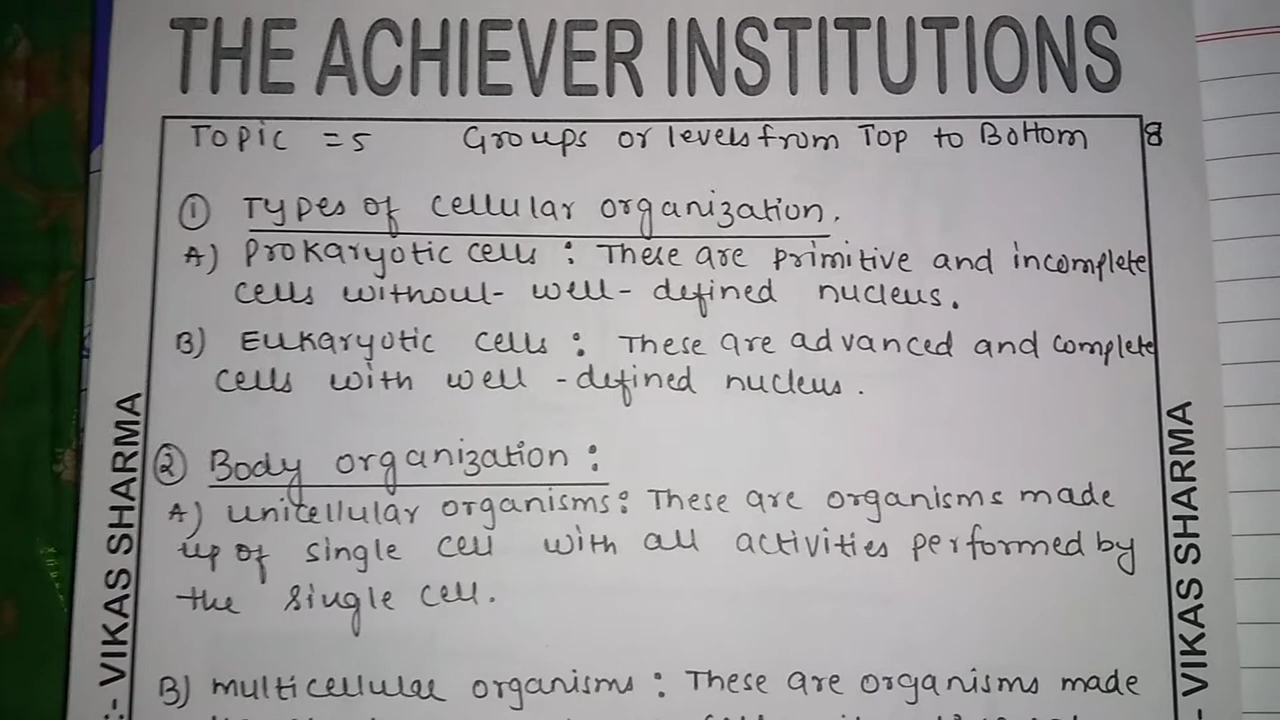 THE ACHIEVER INSTITUTIONS
Topic = 5 Groups or levels from Top to Bottom
8
① Types of cellular organization.
A) Prokaryotic cells : These are primitive and incomplete
cells without well-defined nucleus.
B) Eukaryotic cells : These are advanced and complete
cells with well-defined nucleus.
② Body organization :
A) unicellular organisms : These are organisms made
up of single cell with all activities performed by
the single cell.
B) multicellular organisms : These are organisms made
:- VIKAS SHARMA
- VIKAS SHARMA